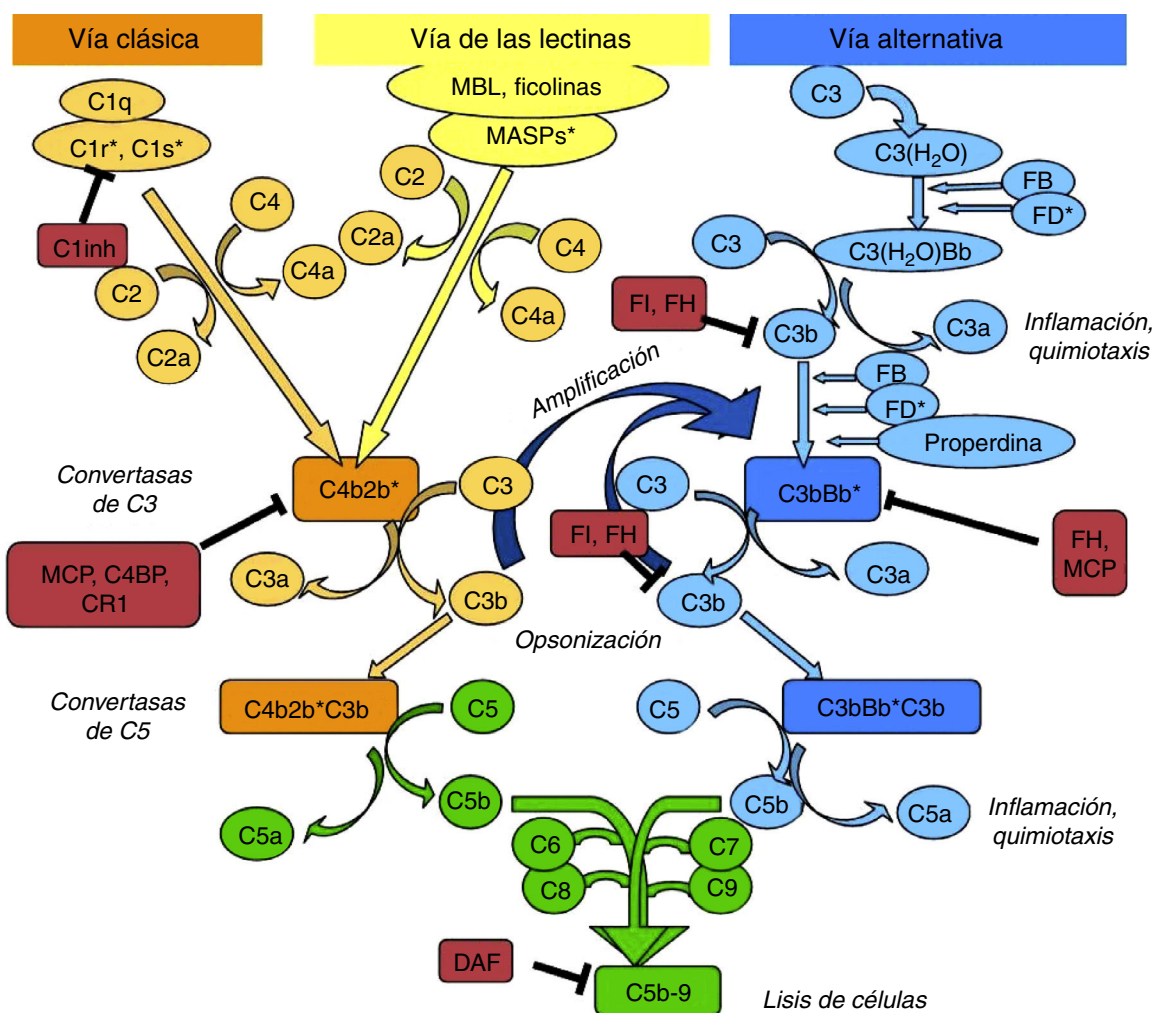 Vía clásica
Vía de las lectinas
Vía alternativa
C1q
C1r*, C1s*
C1inh
C4
C2
C4a
C2a
MBL, ficolinas
MASPs*
C2
C2a
C4
C4a
C3
C3(H₂O)
FB
FD*
C3(H₂O)Bb
C3
FI, FH
C3b
C3a
Inflamación,
quimiotaxis
FB
FD*
Properdina
Amplificación
Convertasas
de C3
C4b2b*
C3
C3
C3bBb*
MCP, C4BP,
CR1
FI, FH
FH,
MCP
C3a
C3b
C3b
C3a
Opsonización
Convertasas
de C5
C4b2b*C3b
C5
C5
C3bBb*C3b
C5a
C5b
C5b
C5a
Inflamación,
quimiotaxis
C6
C7
C8
C9
DAF
C5b-9
Lisis de células